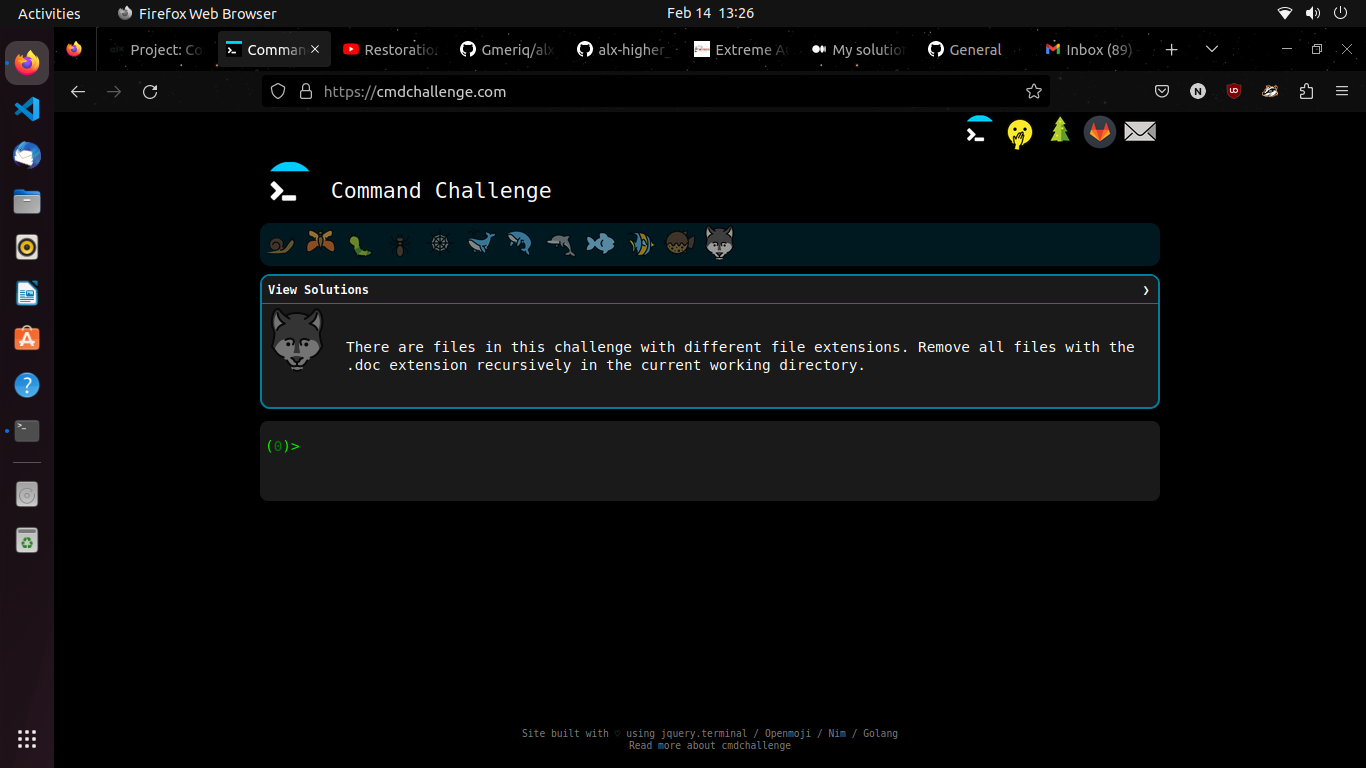 Activities
Firefox Web Browser
Feb 14 13:26
Project: Co
Comman
Restoratio
Gmeriq/alx
alx-higher
Extreme A
My solutio
General
Inbox (89)
https://cmdchallenge.com
N
Command Challenge
View Solutions
There are files in this challenge with different file extensions. Remove all files with the
.doc extension recursively in the current working directory.
(0)>
Site built with ♡ using jquery.terminal / Openmoji / Nim / Golang
Read more about cmdchallenge